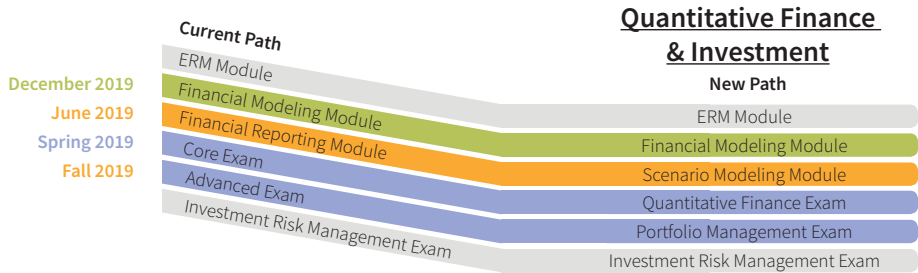 Quantitative Finance
& Investment
Current Path
New Path
December 2019
June 2019
Spring 2019
Fall 2019
ERM Module
Financial Modeling Module
Financial Reporting Module
Core Exam
Advanced Exam
Investment Risk Management Exam
ERM Module
Financial Modeling Module
Scenario Modeling Module
Quantitative Finance Exam
Portfolio Management Exam
Investment Risk Management Exam